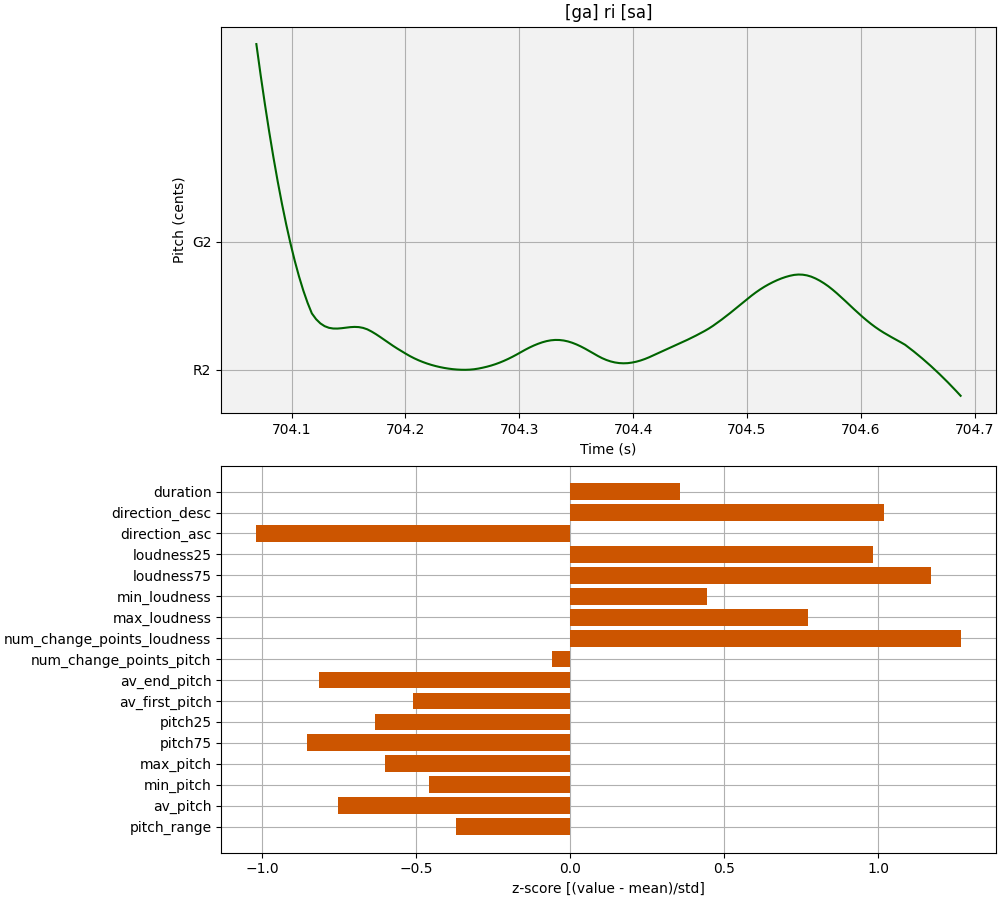 [ga] ri [sa]
Pitch (cents)
G2
R2
704.1 704.2 704.3 704.4 704.5 704.6 704.7
Time (s)
duration
direction_desc
direction_asc
loudness25
loudness75
min_loudness
max_loudness
num_change_points_loudness
num_change_points_pitch
av_end_pitch
av_first_pitch
pitch25
pitch75
max_pitch
min_pitch
av_pitch
pitch_range
−1.0 −0.5 0.0 0.5 1.0
z-score [(value - mean)/std]